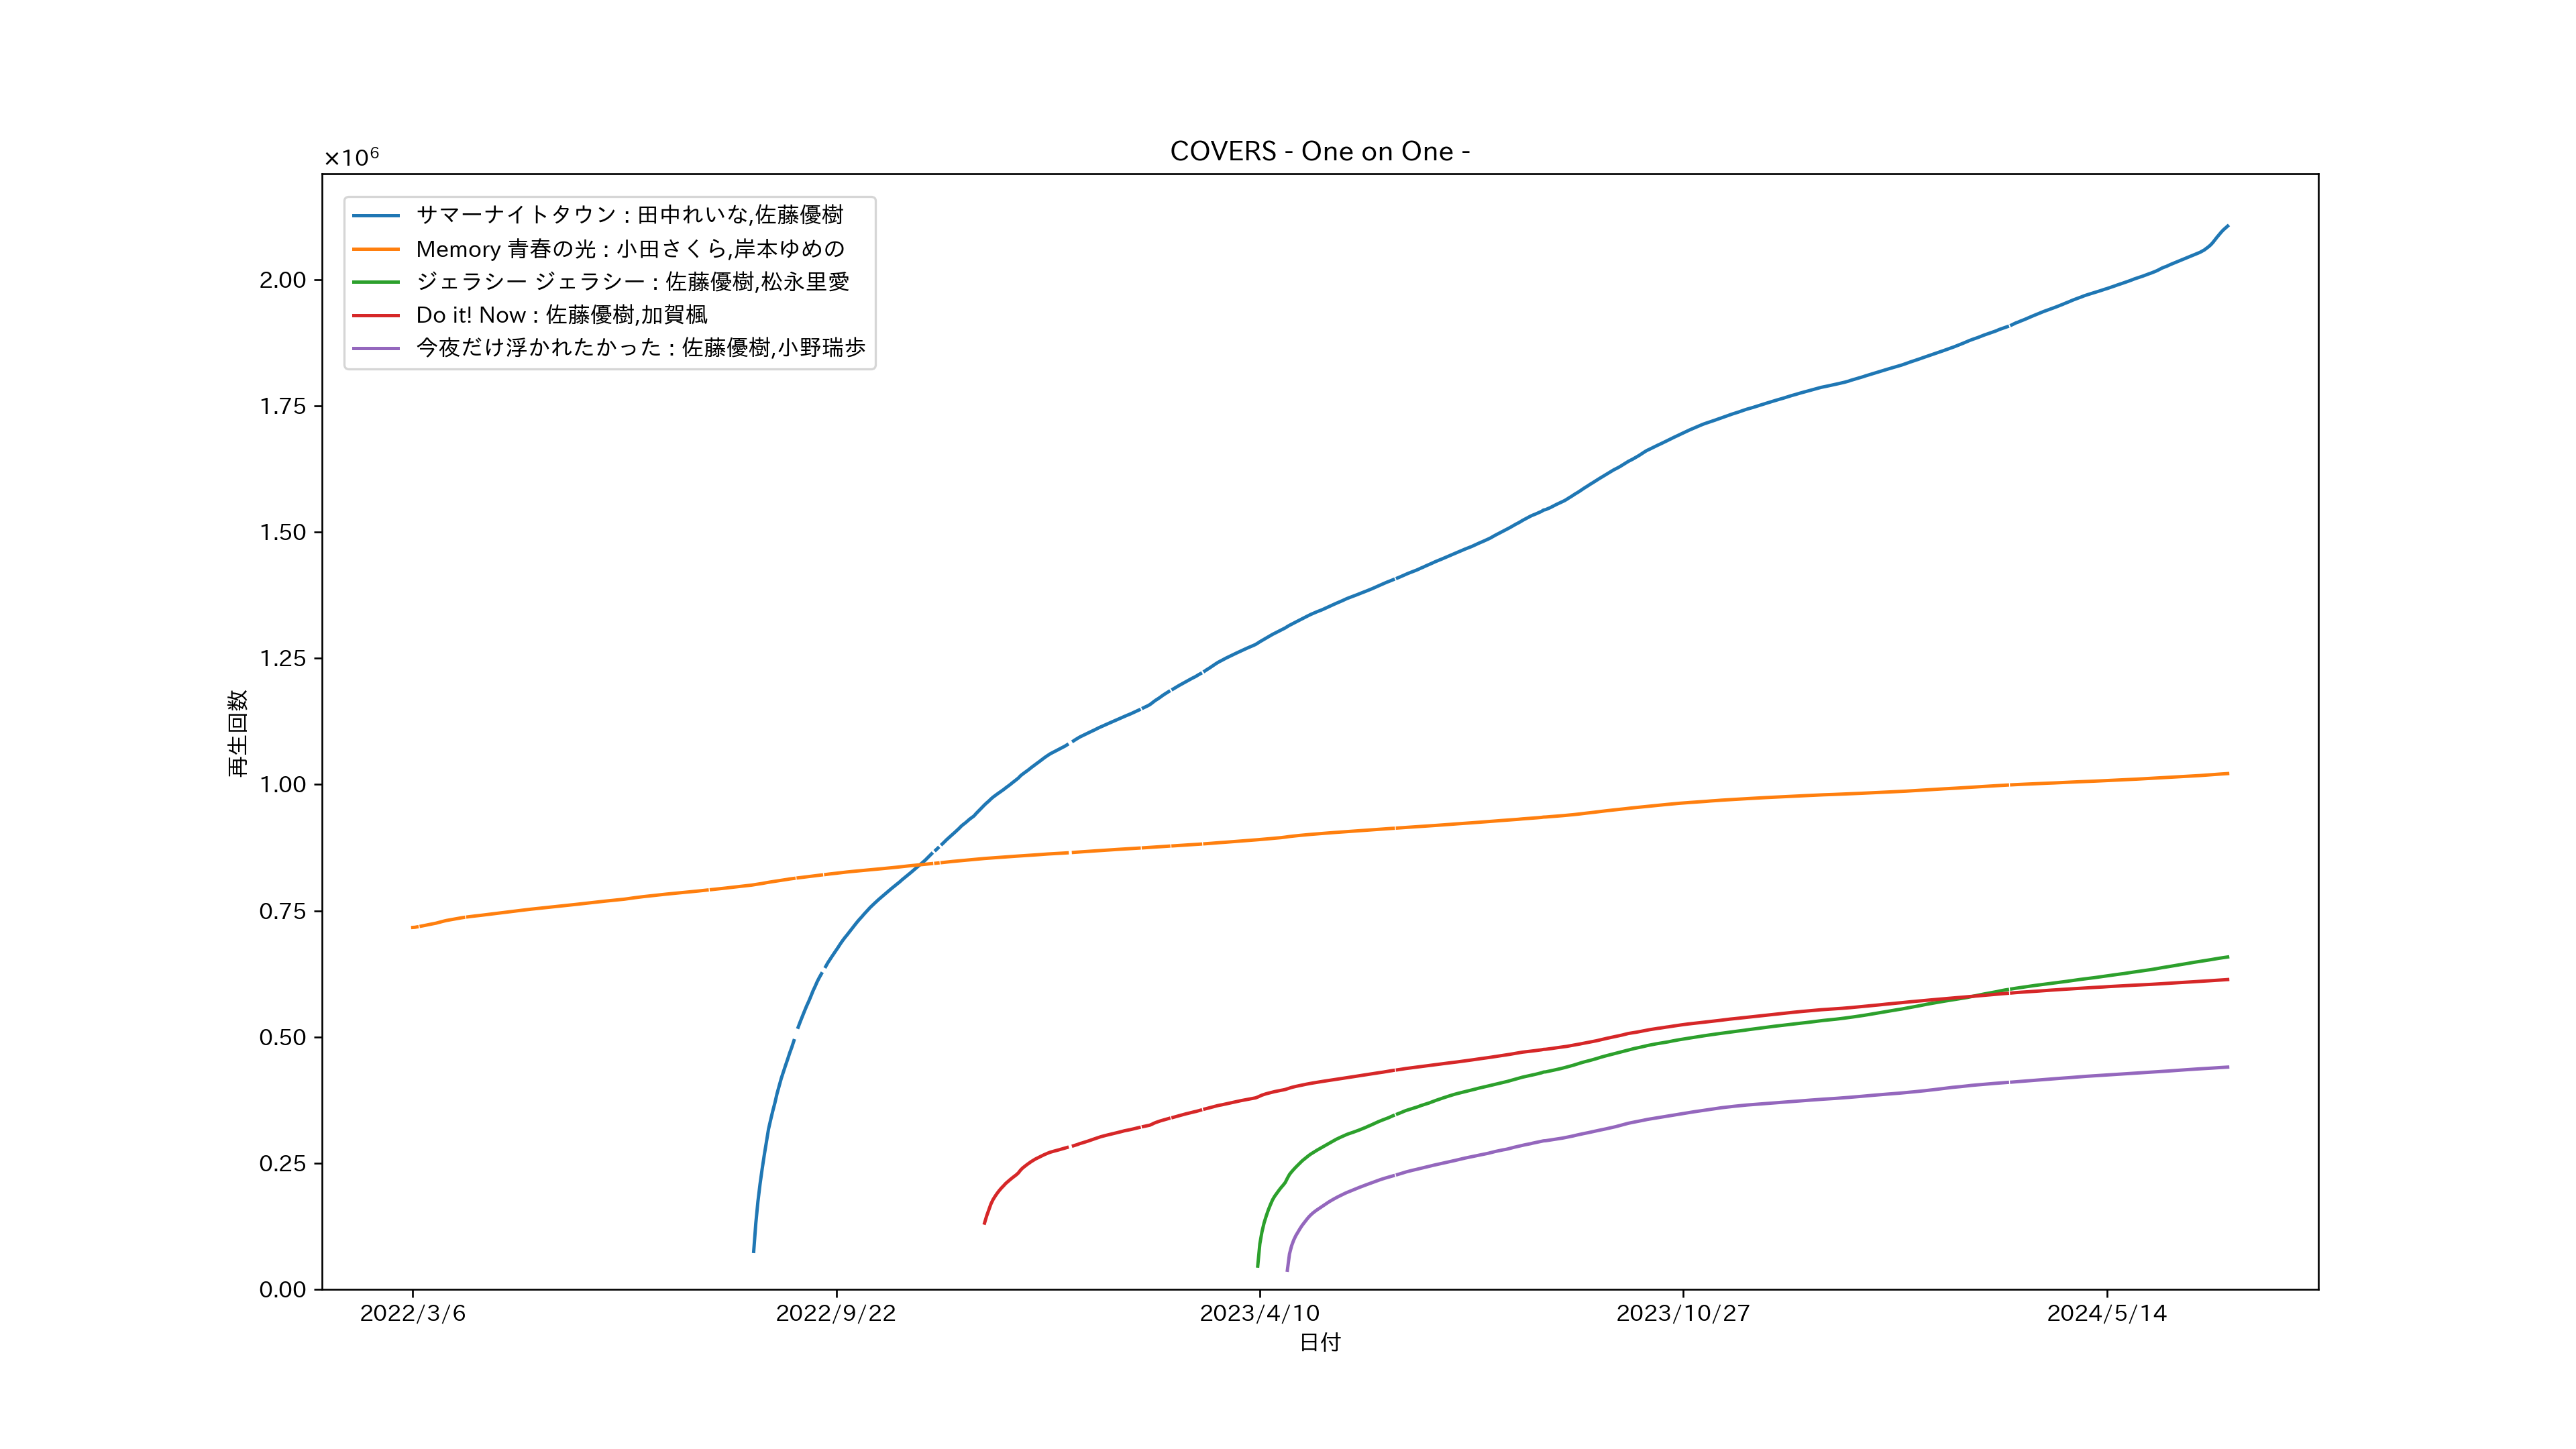 COVERS - One on One -
×10⁶
サマーナイトタウン : 田中れいな,佐藤優樹
Memory 青春の光 : 小田さくら,岸本ゆめの
ジェラシー ジェラシー : 佐藤優樹,松永里愛
Do it! Now : 佐藤優樹,加賀楓
今夜だけ浮かれたかった : 佐藤優樹,小野瑞歩
2.00
1.75
1.50
1.25
1.00
0.75
0.50
0.25
0.00
再生回数
2022/3/6
2022/9/22
2023/4/10
2023/10/27
2024/5/14
日付